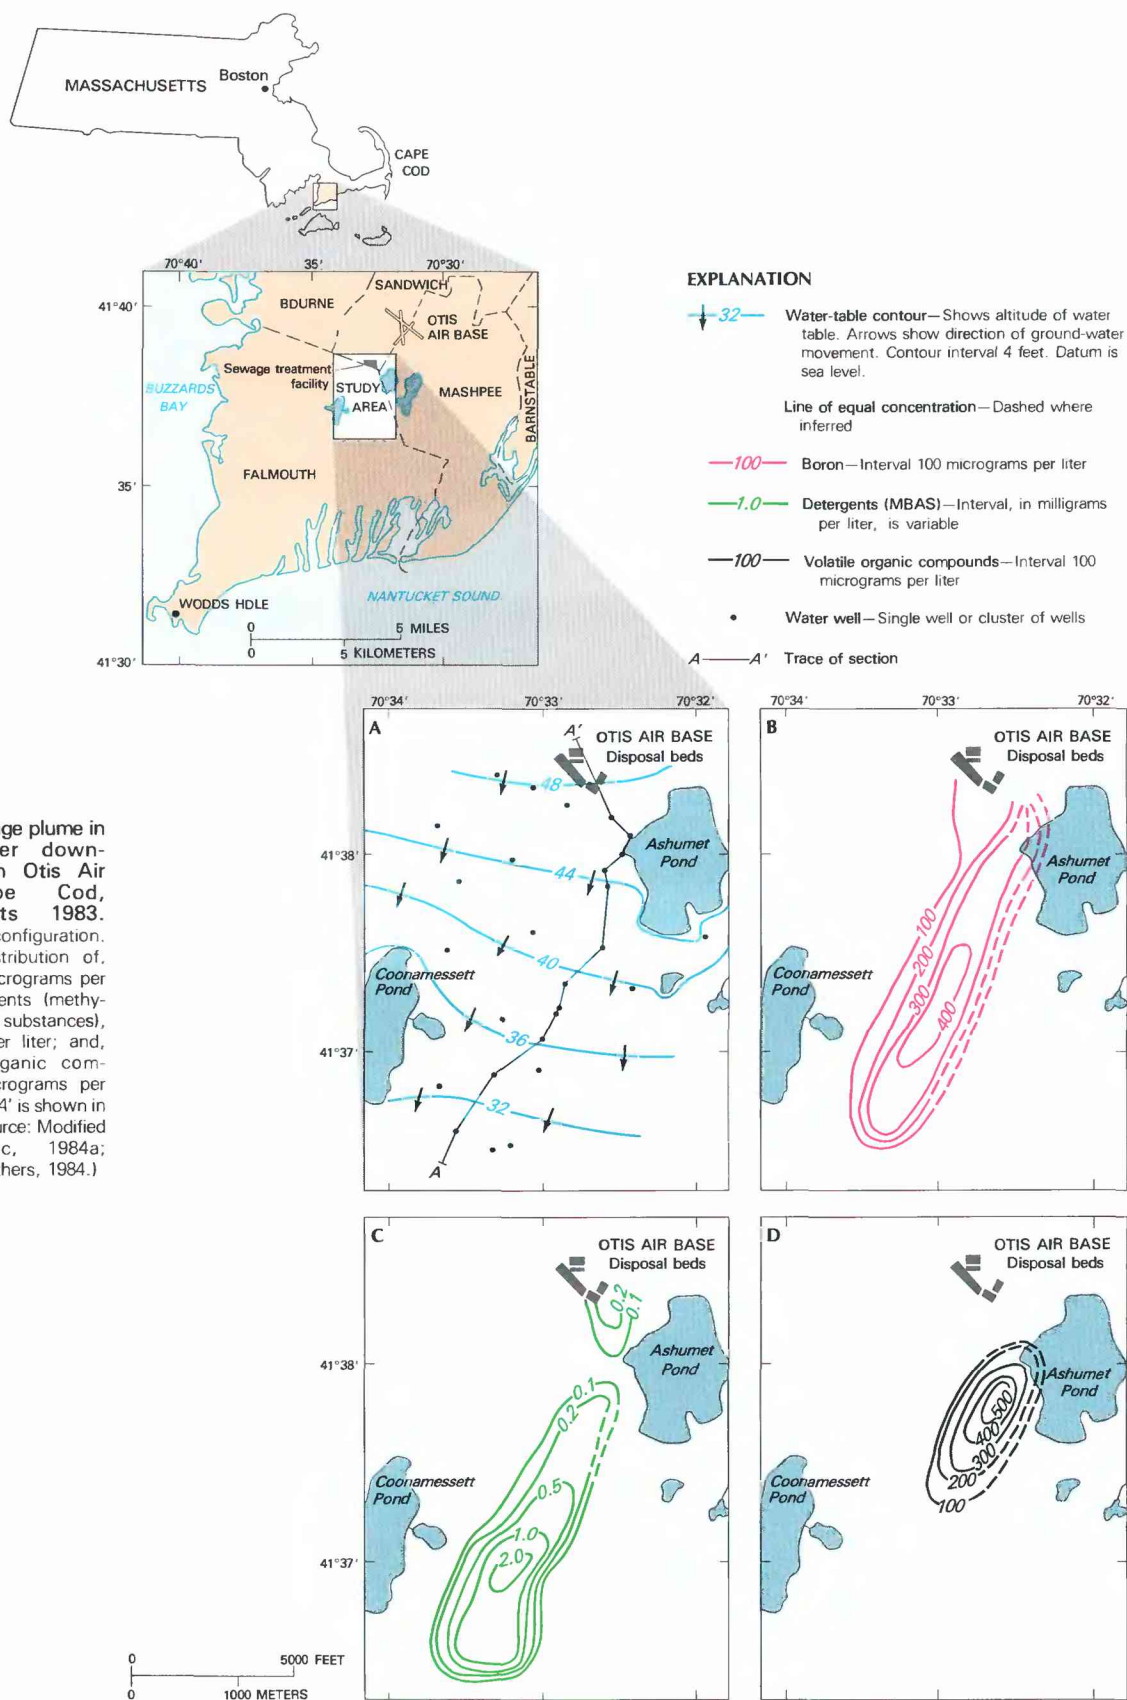 MASSACHUSETTS
Boston
CAPE
COD
70°40'
35'
70°30'
41°40'
SANDWICH
BDURNE
OTIS
AIR BASE
Sewage treatment
facility
STUDY
AREA
MASHPEE
BARNSTABLE
BUZZARDS
BAY
FALMOUTH
35'
NANTUCKET SOUND
WODDS HDLE
0 5 MILES
0 5 KILOMETERS
41°30'
EXPLANATION
32 Water-table contour—Shows altitude of water
table. Arrows show direction of ground-water
movement. Contour interval 4 feet. Datum is
sea level.
Line of equal concentration—Dashed where
inferred
100 Boron—Interval 100 micrograms per liter
1.0 Detergents (MBAS)—Interval, in milligrams
per liter, is variable
100 Volatile organic compounds—Interval 100
micrograms per liter
Water well—Single well or cluster of wells
A A' Trace of section
ge plume in
er down-
n Otis Air
pe Cod,
ts 1983.
configuration.
tribution of,
icrograms per
ents (methy-
substances),
er liter; and,
ganic com-
crograms per
A' is shown in
urce: Modified
c, 1984a;
hers, 1984.)
70°34' 70°33' 70°32'
A
A'
OTIS AIR BASE
Disposal beds
48
41°38'
Ashumet
Pond
44
40
Coonamessett
Pond
36
41°37'
32
A
70°34' 70°33' 70°32'
B
OTIS AIR BASE
Disposal beds
Ashumet
Pond
100
200
300
400
Coonamessett
Pond
C
OTIS AIR BASE
Disposal beds
0.2
0.1
41°38'
Ashumet
Pond
0.1
0.2
Coonamessett
Pond
0.5
1.0
2.0
41°37'
D
OTIS AIR BASE
Disposal beds
Ashumet
Pond
500
400
300
200
100
Coonamessett
Pond
0 5000 FEET
0 1000 METERS